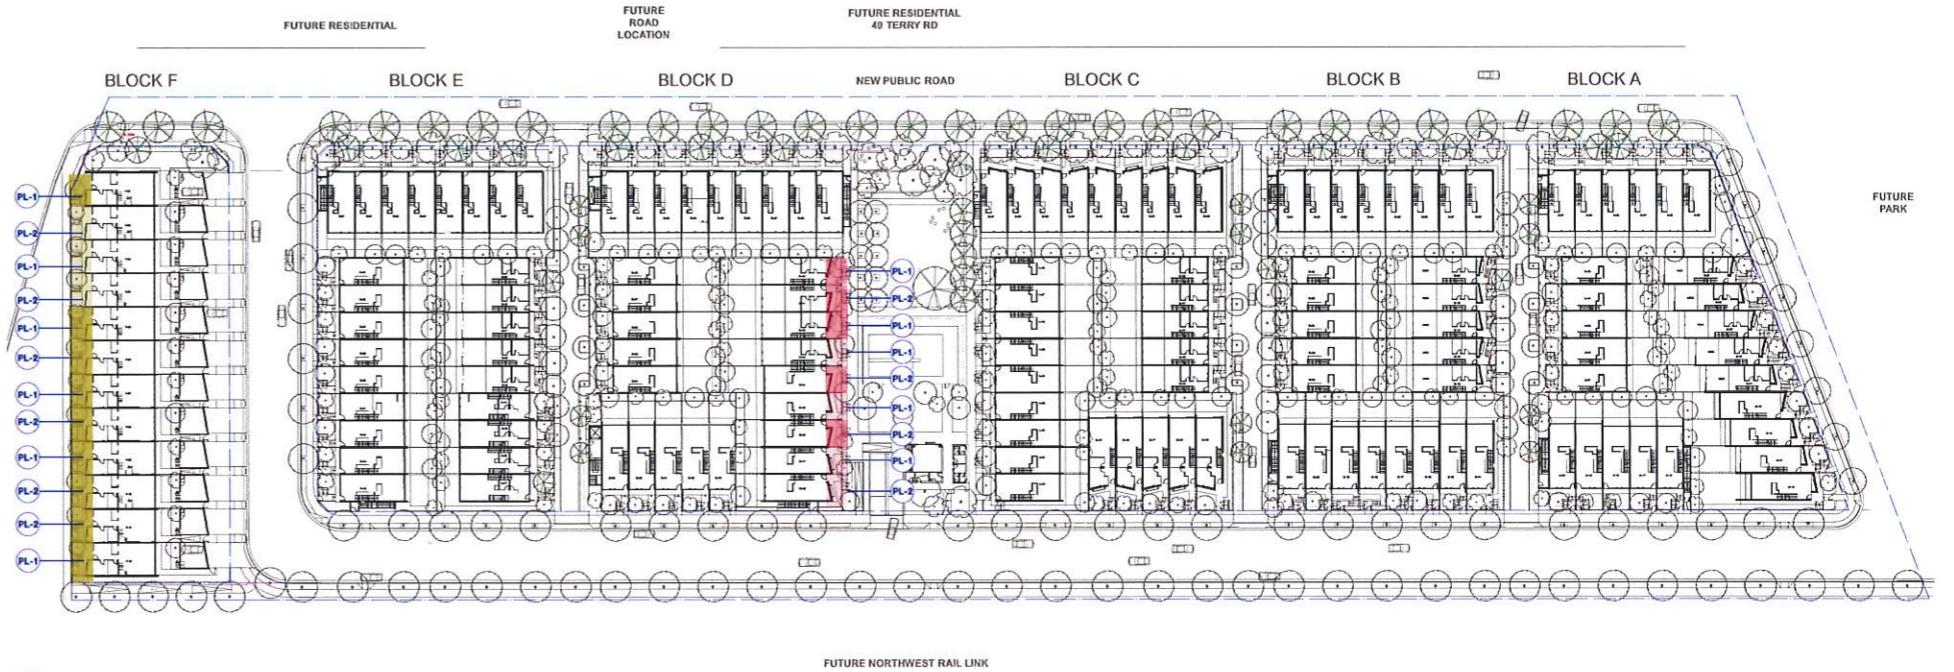 FUTURE RESIDENTIAL
FUTURE
ROAD
LOCATION
FUTURE RESIDENTIAL
49 TERRY RD
BLOCK F
BLOCK E
BLOCK D
NEW PUBLIC ROAD
BLOCK C
BLOCK B
BLOCK A
FUTURE
PARK
PL-1
PL-2
PL-1
PL-2
PL-1
PL-2
PL-1
PL-2
PL-1
PL-2
PL-2
PL-1
PL-1
PL-2
PL-1
PL-1
PL-2
PL-1
PL-2
PL-1
PL-2
FUTURE NORTHWEST RAIL LINK